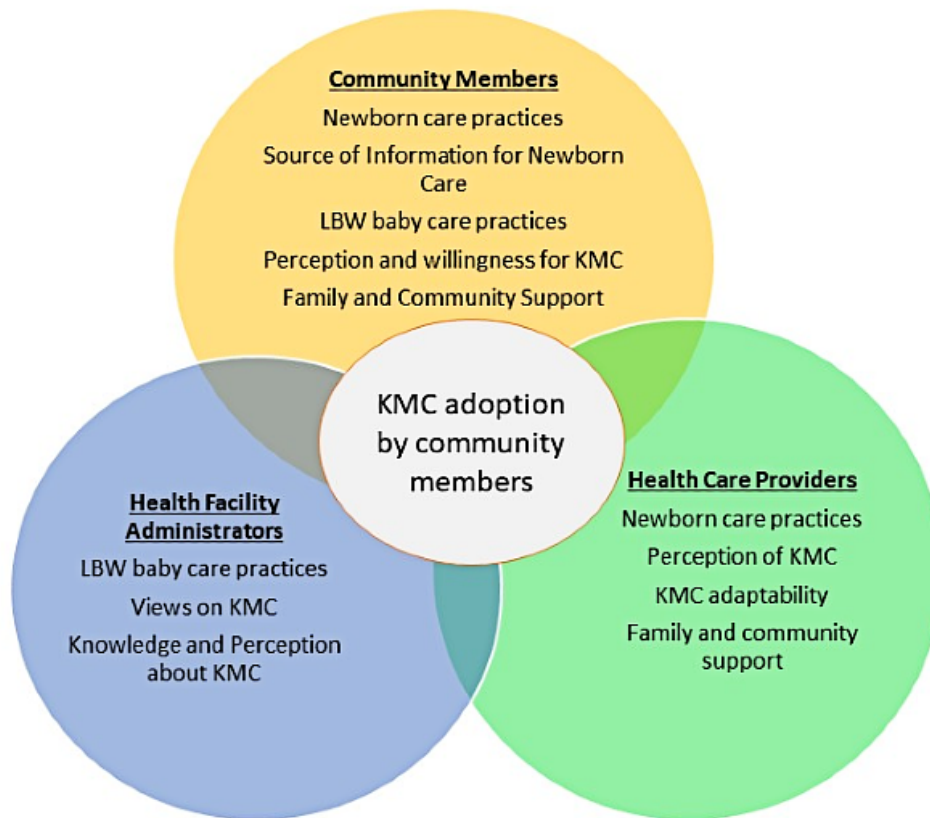 Community Members
Newborn care practices
Source of Information for Newborn
Care
LBW baby care practices
Perception and willingness for KMC
Family and Community Support
KMC adoption
by community
members
Health Facility
Administrators
LBW baby care practices
Views on KMC
Knowledge and Perception
about KMC
Health Care Providers
Newborn care practices
Perception of KMC
KMC adaptability
Family and community
support